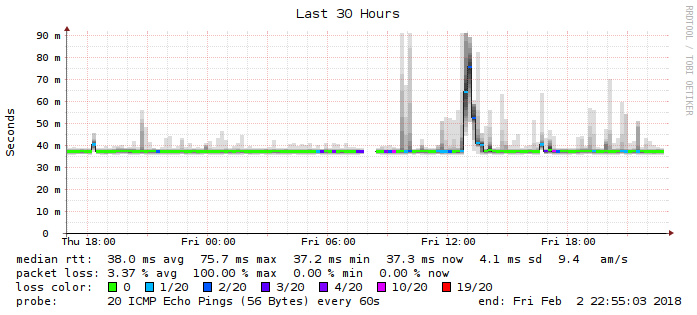 Last 30 Hours
RRDTOOL / TOBI OETIKER
Seconds
90 m
80 m
70 m
60 m
50 m
40 m
30 m
20 m
10 m
0
Thu 18:00 Fri 00:00 Fri 06:00 Fri 12:00 Fri 18:00
median rtt: 38.0 ms avg 75.7 ms max 37.2 ms min 37.3 ms now 4.1 ms sd 9.4 am/s
packet loss: 3.37 % avg 100.00 % max 0.00 % min 0.00 % now
loss color: 0 1/20 2/20 3/20 4/20 10/20 19/20
probe: 20 ICMP Echo Pings (56 Bytes) every 60s end: Fri Feb 2 22:55:03 2018